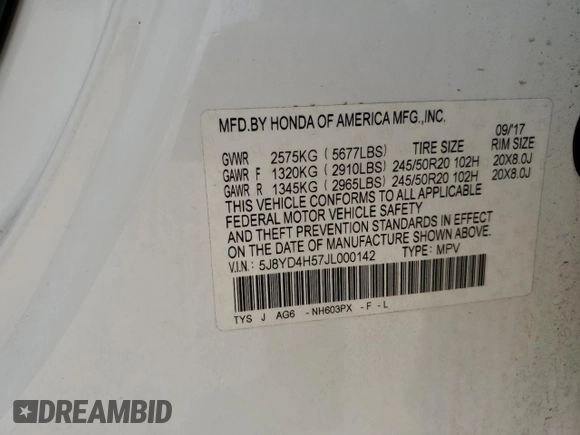 MFD.BY HONDA OF AMERICA MFG.,INC.
09/17
GVWR 2575KG (5677LBS) TIRE SIZE RIM SIZE
GAWR F 1320KG (2910LBS) 245/50R20 102H 20X8.0J
GAWR R 1345KG (2965LBS) 245/50R20 102H 20X8.0J
THIS VEHICLE CONFORMS TO ALL APPLICABLE
FEDERAL MOTOR VEHICLE SAFETY
AND THEFT PREVENTION STANDARDS IN EFFECT
ON THE DATE OF MANUFACTURE SHOWN ABOVE.
V.I.N.: 5J8YD4H57JL000142 TYPE: MPV
TYS J AG6 -NH603PX -F-L
DREAMBID